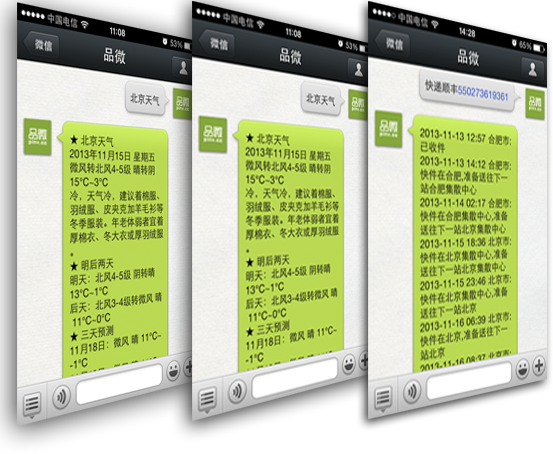 中国电信
11:08
53%
微信
品微
北京天气
品微
★ 北京天气
2013年11月15日 星期五
微风转北风4-5级 晴转阴
15°C~3°C
冷，天气冷，建议着棉服、
羽绒服、皮夹克加羊毛衫等
冬季服装。年老体弱者宜着
厚棉衣、冬大衣或厚羽绒服
。
★ 明后两天
明天：北风4-5级 阴转晴
13°C~1°C
后天：北风3-4级转微风 晴
11°C~0°C
★ 三天预测
11月18日：微风 晴 11°C~
-1°C
中国电信
11:08
53%
微信
品微
北京天气
品微
★ 北京天气
2013年11月15日 星期五
微风转北风4-5级 晴转阴
15°C~3°C
冷，天气冷，建议着棉服、
羽绒服、皮夹克加羊毛衫等
冬季服装。年老体弱者宜着
厚棉衣、冬大衣或厚羽绒服
。
★ 明后两天
明天：北风4-5级 阴转晴
13°C~1°C
后天：北风3-4级转微风 晴
11°C~0°C
★ 三天预测
11月18日：微风 晴 11°C~
-1°C
中国电信
14:28
65%
微信
品微
快递顺丰550273619361
品微
2013-11-13 12:57 合肥市:
已收件
2013-11-13 14:12 合肥市:
快件在合肥,准备送往下一
站合肥集散中心
2013-11-14 02:17 合肥市:
快件在合肥集散中心,准备
送往下一站北京集散中心
2013-11-15 18:36 北京市:
快件在北京集散中心,准备
送往下一站北京集散中心
2013-11-15 23:46 北京市:
快件在北京集散中心,准备
送往下一站北京
2013-11-16 06:39 北京市:
快件在北京,准备送往下一
站北京
2013-11-16 08:37 北京市: